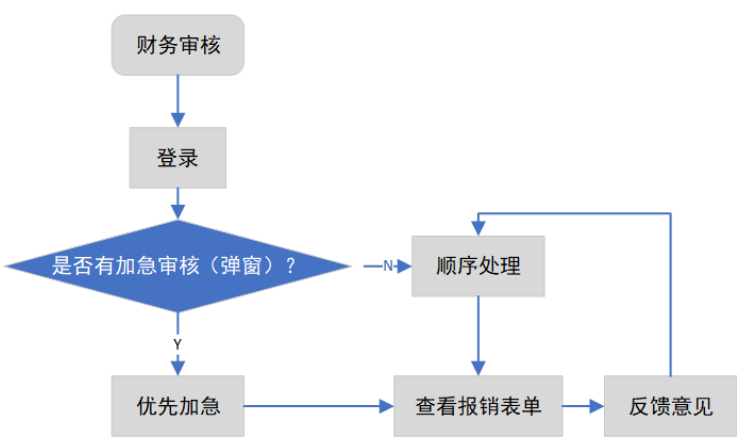 财务审核
登录
是否有加急审核（弹窗）？
N
顺序处理
Y
优先加急
查看报销表单
反馈意见